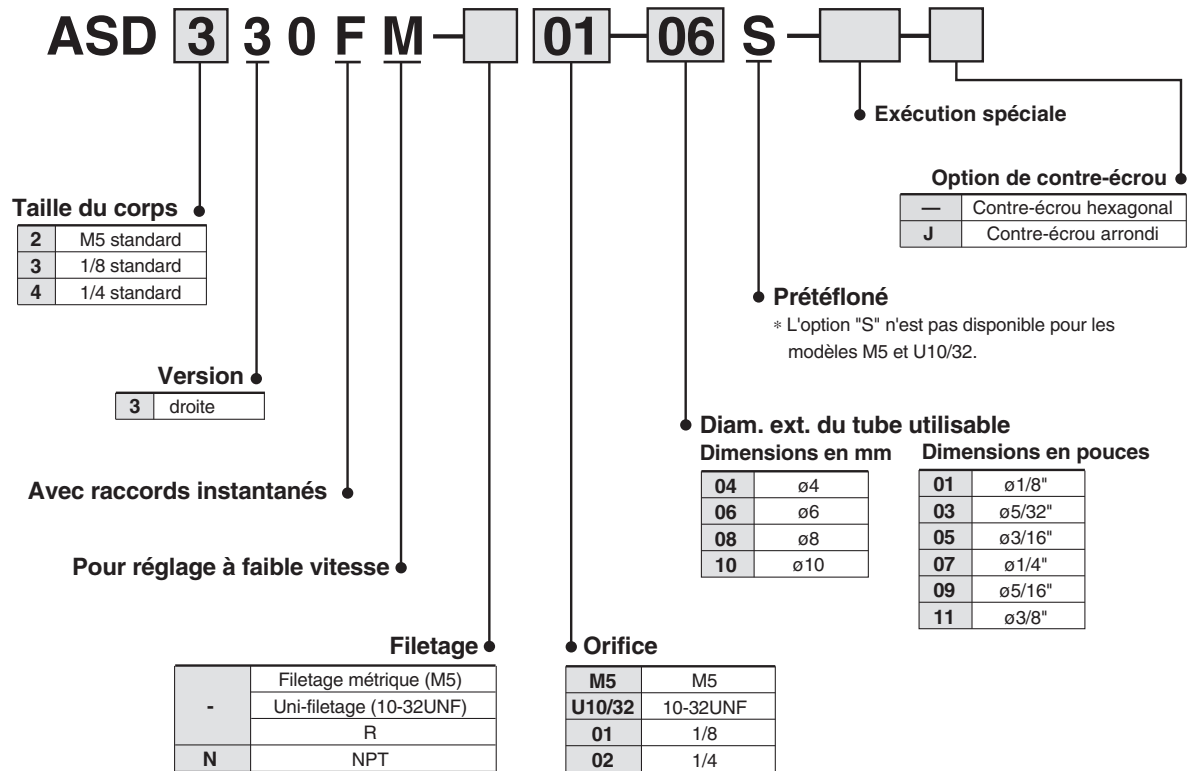 ASD 3 3 0 F M - 01 - 06 S -  -
Exécution spéciale
Option de contre-écrou
— Contre-écrou hexagonal
J Contre-écrou arrondi
Taille du corps
2 M5 standard
3 1/8 standard
4 1/4 standard
Prétéfloné
* L'option "S" n'est pas disponible pour les
modèles M5 et U10/32.
Version
3 droite
Diam. ext. du tube utilisable
Dimensions en mm
04 ø4
06 ø6
08 ø8
10 ø10
Dimensions en pouces
01 ø1/8"
03 ø5/32"
05 ø3/16"
07 ø1/4"
09 ø5/16"
11 ø3/8"
Avec raccords instantanés
Pour réglage à faible vitesse
Filetage
- Filetage métrique (M5)
Uni-filetage (10-32UNF)
R
N NPT
Orifice
M5 M5
U10/32 10-32UNF
01 1/8
02 1/4